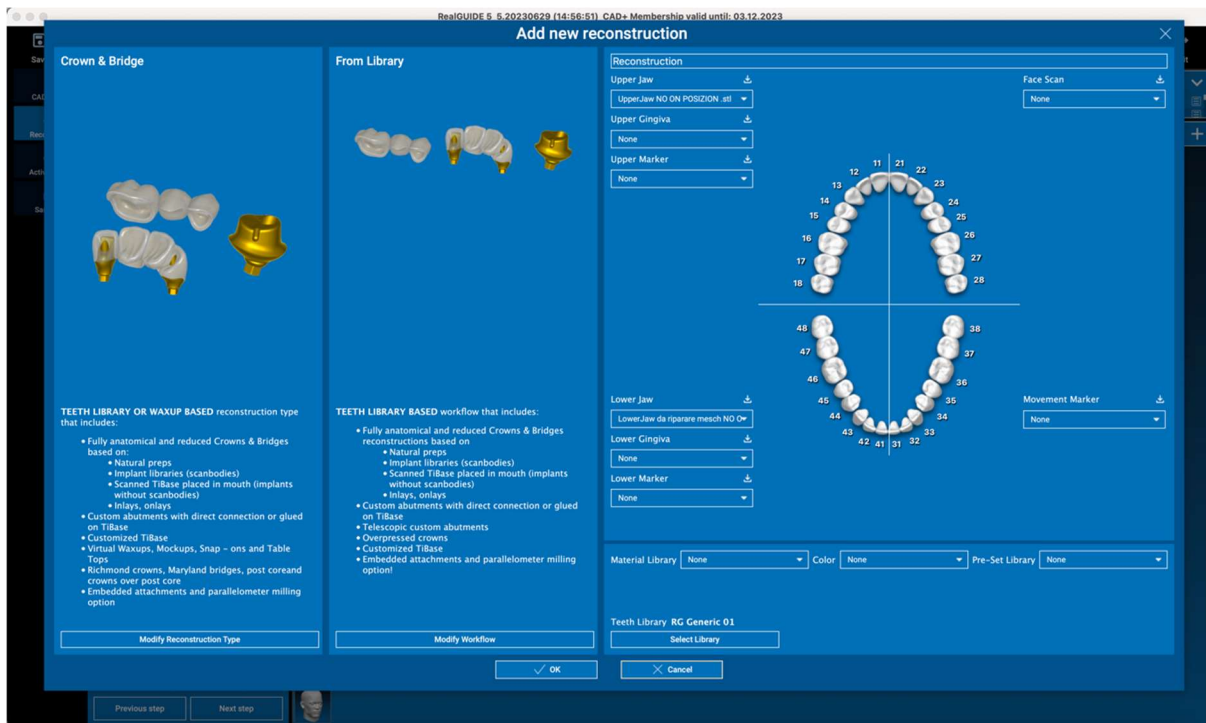 RealGUIDE 5 5.20230629 (14:56:51) CAD+ Membership valid until: 03.12.2023
Add new reconstruction
Crown & Bridge
TEETH LIBRARY OR WAXUP BASED reconstruction type
that includes:
• Fully anatomical and reduced Crowns & Bridges
based on:
• Natural preps
• Implant libraries (scanbodies)
• Scanned TiBase placed in mouth (implants
without scanbodies)
• Inlays, onlays
• Custom abutments with direct connection or glued
on TiBase
• Customized TiBase
• Virtual Waxups, Mockups, Snap - ons and Table
Tops
• Richmond crowns, Maryland bridges, post coreand
crowns over post core
• Embedded attachments and parallelometer milling
option
Modify Reconstruction Type
From Library
TEETH LIBRARY BASED workflow that includes:
• Fully anatomical and reduced Crowns & Bridges
reconstructions based on
• Natural preps
• Implant libraries (scanbodies)
• Scanned TiBase placed in mouth (implants
without scanbodies)
• Inlays, onlays
• Custom abutments with direct connection or glued
on TiBase
• Telescopic custom abutments
• Overpressed crowns
• Customized TiBase
• Embedded attachments and parallelometer milling
option!
Modify Workflow
Reconstruction
Upper Jaw
UpperJaw NO ON POSIZION .stl
Upper Gingiva
None
Upper Marker
None
Face Scan
None
11 21
12 22
13 23
14 24
15 25
16 26
17 27
18 28
48 38
47 37
46 36
45 35
44 34
43 33
42 41 31 32
Lower Jaw
LowerJaw da riparare mesch NO O
Lower Gingiva
None
Lower Marker
None
Movement Marker
None
Material Library None Color None Pre-Set Library None
Teeth Library RG Generic 01
Select Library
OK Cancel
Previous step Next step